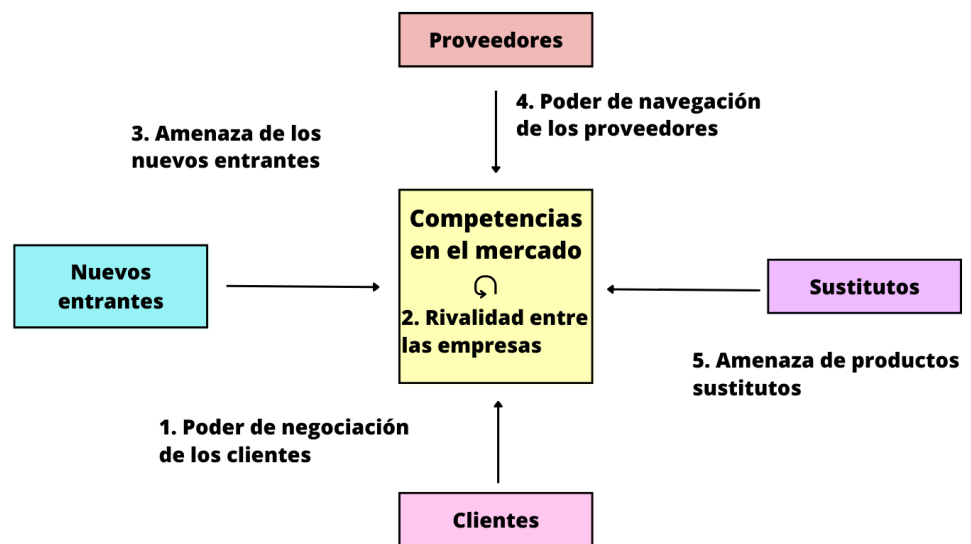 Proveedores
4. Poder de navegación
de los proveedores
3. Amenaza de los
nuevos entrantes
Competencias
en el mercado
2. Rivalidad entre
las empresas
Nuevos
entrantes
Sustitutos
5. Amenaza de productos
sustitutos
1. Poder de negociación
de los clientes
Clientes